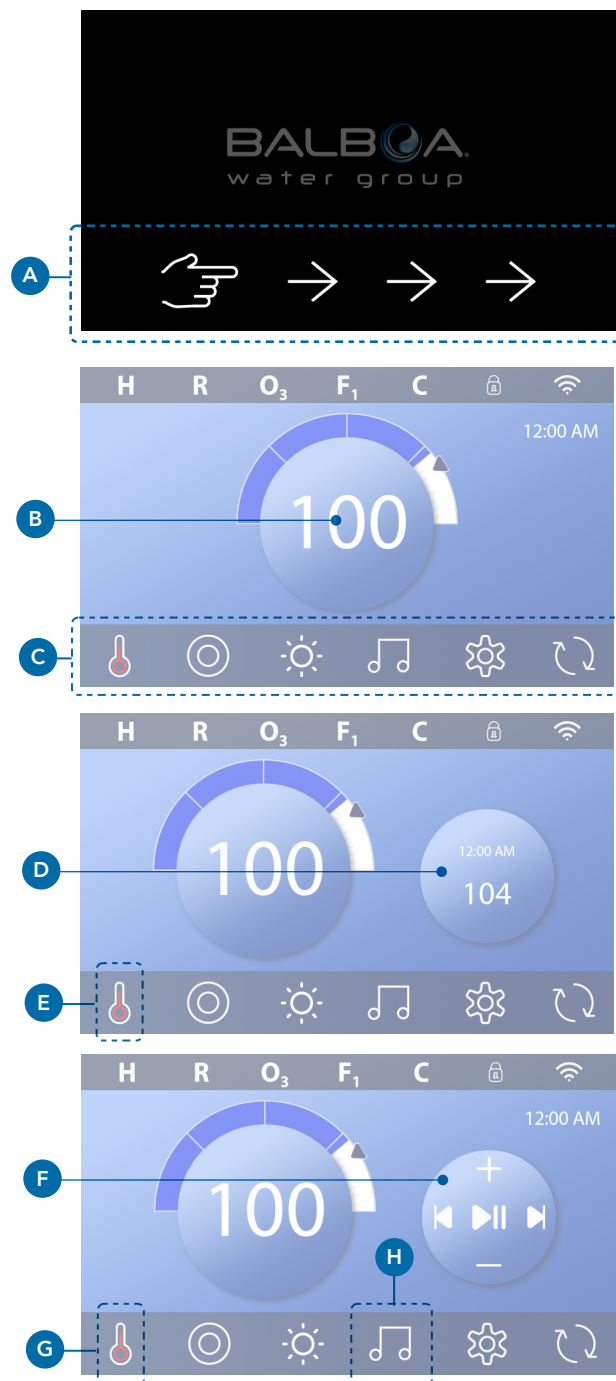 BALBOA.
water group
A
H R O₃ F₁ C
12:00 AM
B
100
C
H R O₃ F₁ C
D
100
12:00 AM
104
E
H R O₃ F₁ C
12:00 AM
F
100
H
G